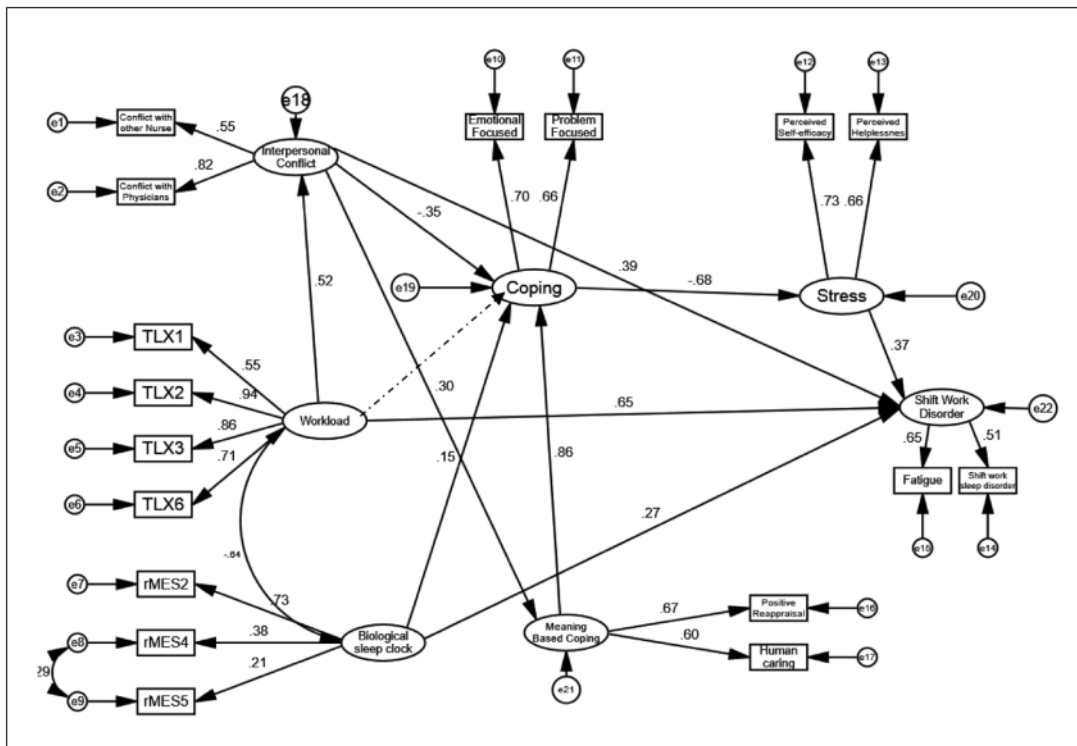 e10
e11
e12
e13
e18
e1
Conflict with
other Nurse
.55
Emotional
Focused
Problem
Focused
Perceived
Self-efficacy
Perceived
Helplessnes
Interpersonal
Conflict
e2
Conflict with
Physicians
.82
.70
.66
.73
.66
-.35
.52
.39
e19
Coping
-.68
Stress
e20
e3
TLX1
.55
.37
e4
TLX2
.94
.30
Shift Work
Disorder
e22
Workload
.65
e5
TLX3
.86
.65
.51
.71
.15
.86
Fatigue
Shift work
sleep disorder
e6
TLX6
.27
e15
e14
-.64
e7
rMES2
.73
.67
Positive
Reappraisal
e16
e8
rMES4
.38
Biological
sleep clock
Meaning
Based Coping
.60
Human
caring
e17
29
.21
e9
rMES5
e21